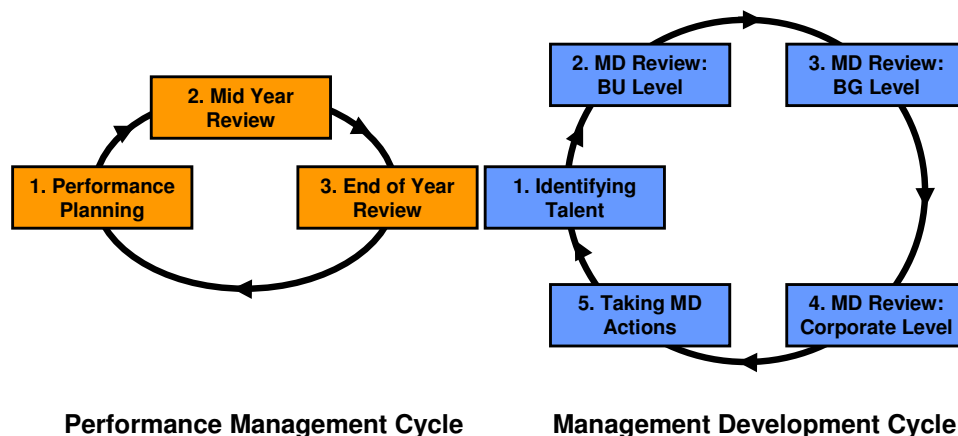 2. Mid Year
Review
1. Performance
Planning
3. End of Year
Review
Performance Management Cycle
2. MD Review:
BU Level
3. MD Review:
BG Level
1. Identifying
Talent
5. Taking MD
Actions
4. MD Review:
Corporate Level
Management Development Cycle